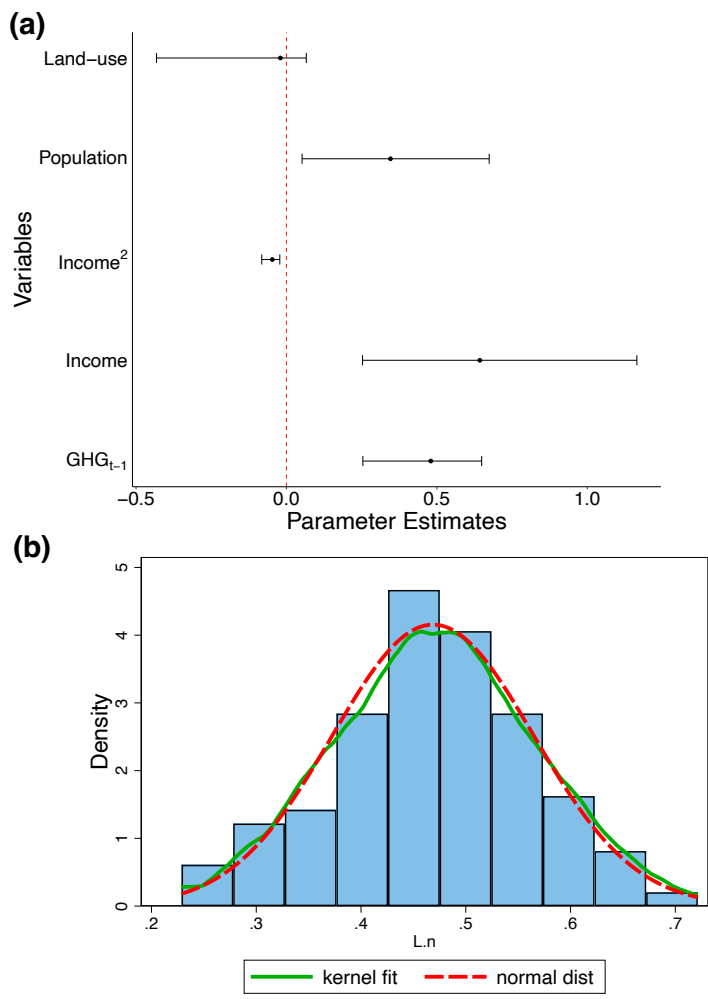 (a)
Land−use
Population
Income²
Income
GHGₜ₋₁
Variables
−0.5 0.0 0.5 1.0
Parameter Estimates
(b)
5
4
3
2
1
0
Density
.2 .3 .4 .5 .6 .7
L.n
kernel fit normal dist